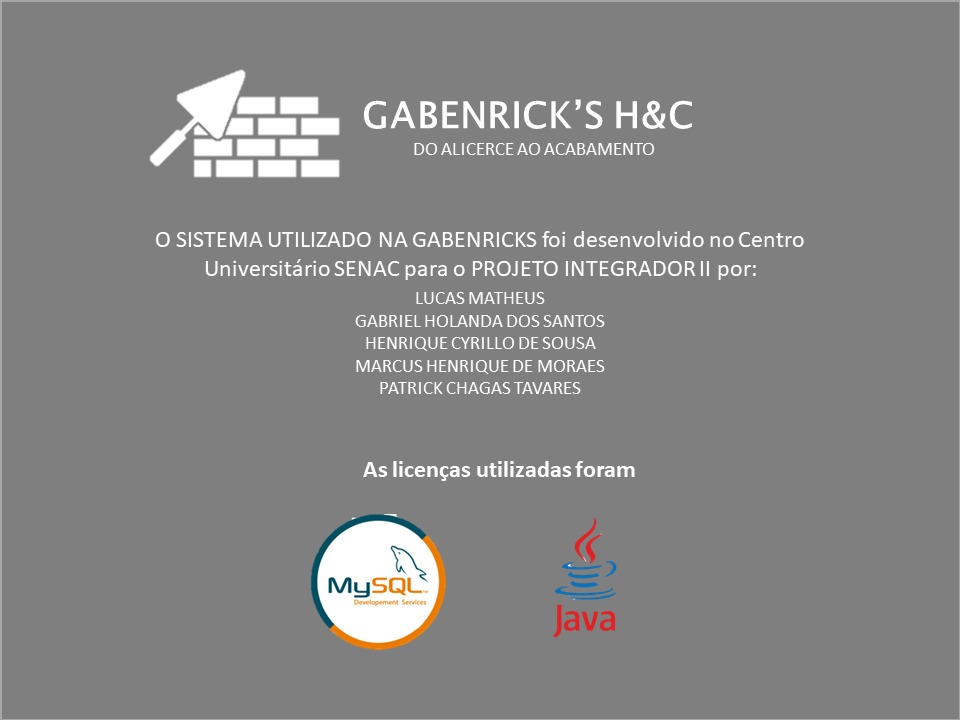 GABENRICK’S H&C
DO ALICERCE AO ACABAMENTO
O SISTEMA UTILIZADO NA GABENRICKS foi desenvolvido no Centro
Universitário SENAC para o PROJETO INTEGRADOR II por:
LUCAS MATHEUS
GABRIEL HOLANDA DOS SANTOS
HENRIQUE CYRILLO DE SOUSA
MARCUS HENRIQUE DE MORAES
PATRICK CHAGAS TAVARES
As licenças utilizadas foram
MySQL
Developement Services
Java